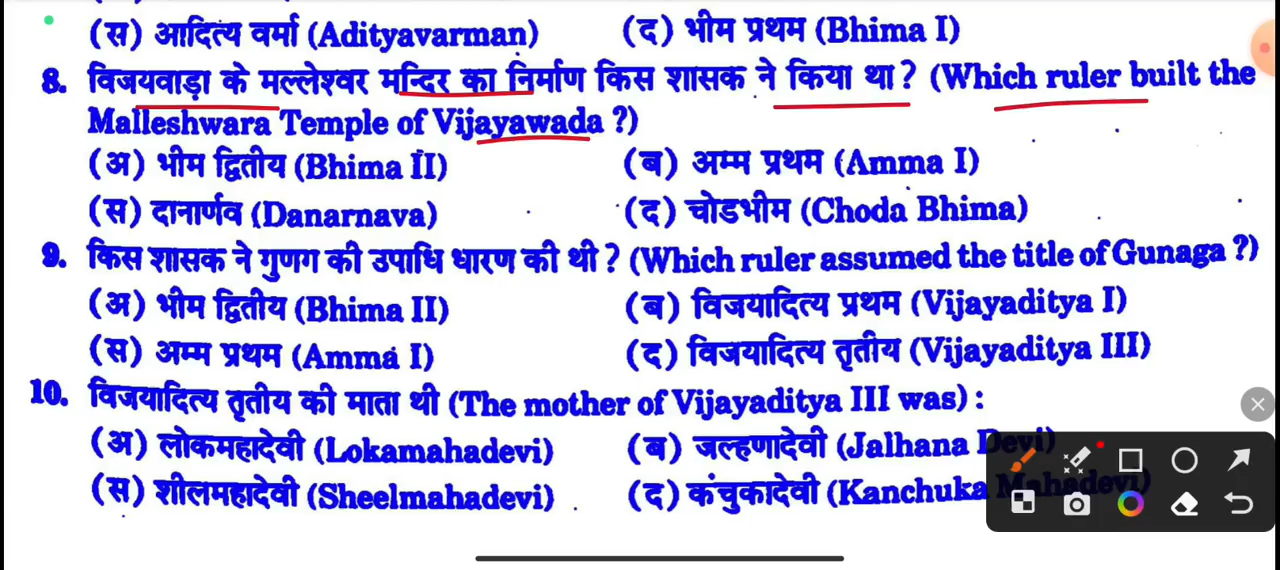 (स) आदित्य वर्मा (Adityavarman) (द) भीम प्रथम (Bhima I)
8. विजयवाड़ा के मल्लेश्वर मन्दिर का निर्माण किस शासक ने किया था? (Which ruler built the
Malleshwara Temple of Vijayawada ?)
(अ) भीम द्वितीय (Bhima II) (ब) अम्म प्रथम (Amma I)
(स) दानार्णव (Danarnava) (द) चोडभीम (Choda Bhima)
9. किस शासक ने गुणग की उपाधि धारण की थी? (Which ruler assumed the title of Gunaga ?)
(अ) भीम द्वितीय (Bhima II) (ब) विजयादित्य प्रथम (Vijayaditya I)
(स) अम्म प्रथम (Amma I) (द) विजयादित्य तृतीय (Vijayaditya III)
10. विजयादित्य तृतीय की माता थी (The mother of Vijayaditya III was) :
(अ) लोकमहादेवी (Lokamahadevi) (ब) जल्हणादेवी (Jalhana Devi)
(स) शीलमहादेवी (Sheelmahadevi) (द) कंचुकादेवी (Kanchuka Mahadevi)